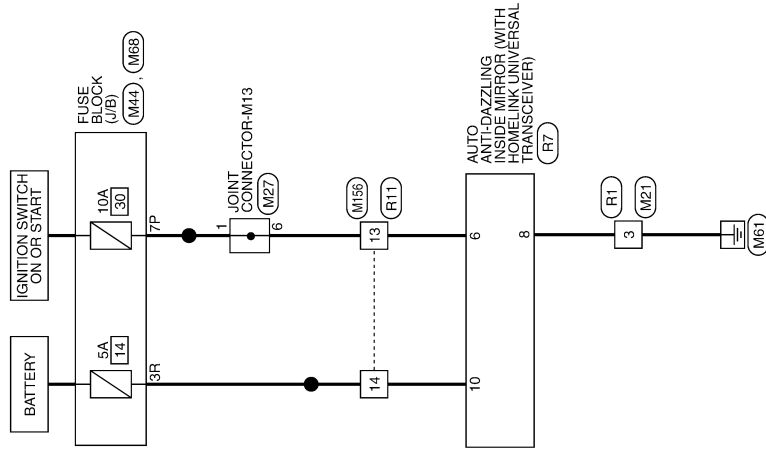 BATTERY
IGNITION SWITCH
ON OR START
5A
14
10A
30
FUSE
BLOCK
(J/B)
M44 , M68
3R
7P
1
JOINT
CONNECTOR-M13
M27
6
14
13
M156
R11
10
6
AUTO
ANTI-DAZZLING
INSIDE MIRROR (WITH
HOMELINK UNIVERSAL
TRANSCEIVER)
R7
8
3
R1
M21
M61